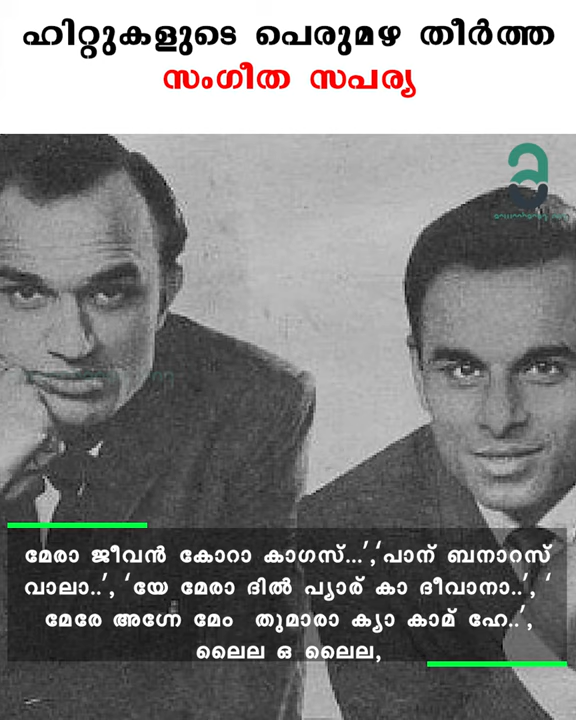 ഹിറ്റുകളുടെ പെരുമഴ തീർത്ത
സംഗീത സപര്യ
മേരാ ജീവൻ കോറാ കാഗസ്...’,‘പാന് ബനാറസ്
വാലാ..’, ‘യേ മേരാ ദിൽ പ്യാര് കാ ദീവാനാ..’, ‘
മേരേ അഗ്നേ മേം തുമാരാ ക്യാ കാമ് ഹേ..’,
ലൈല ഒ ലൈല,